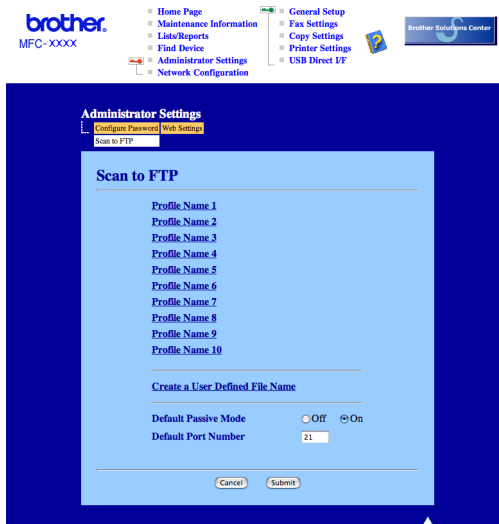 brother.
MFC-XXXX
Home Page
Maintenance Information
Lists/Reports
Find Device
Administrator Settings
Network Configuration
General Setup
Fax Settings
Copy Settings
Printer Settings
USB Direct I/F
Brother Solutions Center
Administrator Settings
Configure Password Web Settings
Scan to FTP
Scan to FTP
Profile Name 1
Profile Name 2
Profile Name 3
Profile Name 4
Profile Name 5
Profile Name 6
Profile Name 7
Profile Name 8
Profile Name 9
Profile Name 10
Create a User Defined File Name
Default Passive Mode Off On
Default Port Number 21
Cancel Submit